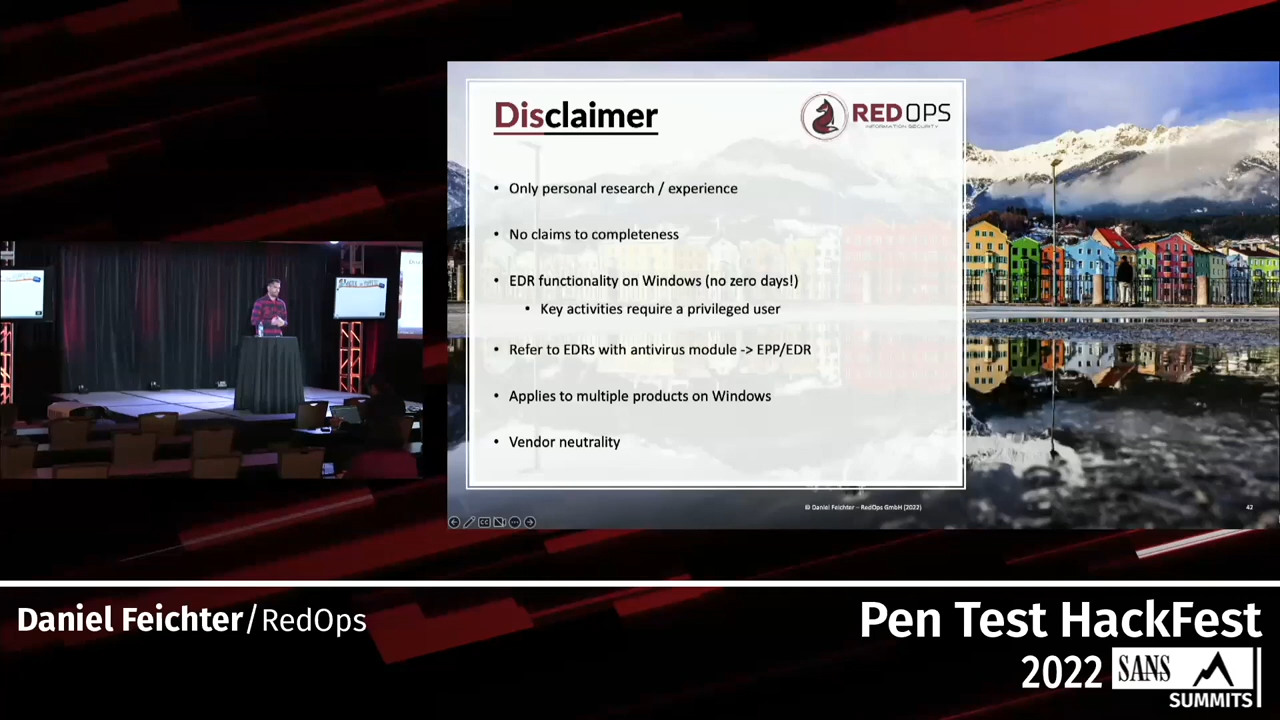 Disclaimer
REDOPS
INFORMATION SECURITY
• Only personal research / experience
• No claims to completeness
• EDR functionality on Windows (no zero days!)
• Key activities require a privileged user
• Refer to EDRs with antivirus module -> EPP/EDR
• Applies to multiple products on Windows
• Vendor neutrality
© Daniel Feichter – RedOps GmbH (2022)
42
CC
Daniel Feichter/RedOps
Pen Test HackFest
2022 SANS
SUMMITS